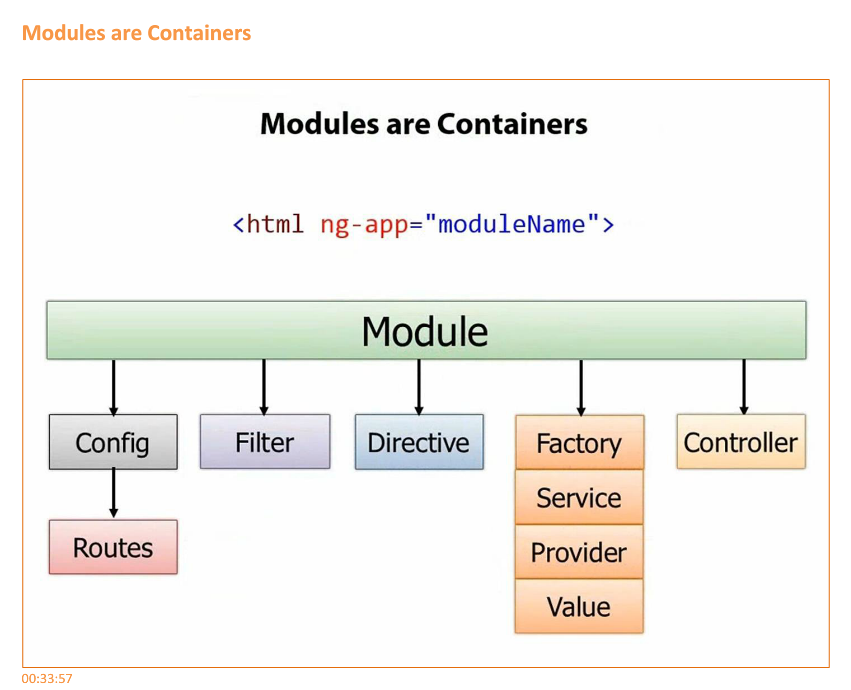 Modules are Containers
Modules are Containers
<html ng-app="moduleName">
Module
Config
Filter
Directive
Factory
Controller
Service
Routes
Provider
Value
00:33:57